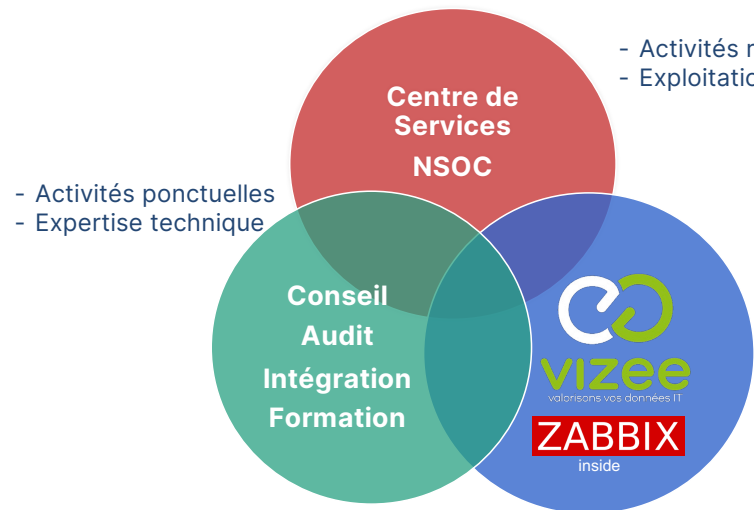 - Activités
- Exploitation
Centre de
Services
NSOC
- Activités ponctuelles
- Expertise technique
Conseil
Audit
Intégration
Formation
vizee
valorisons vos données IT
ZABBIX
inside